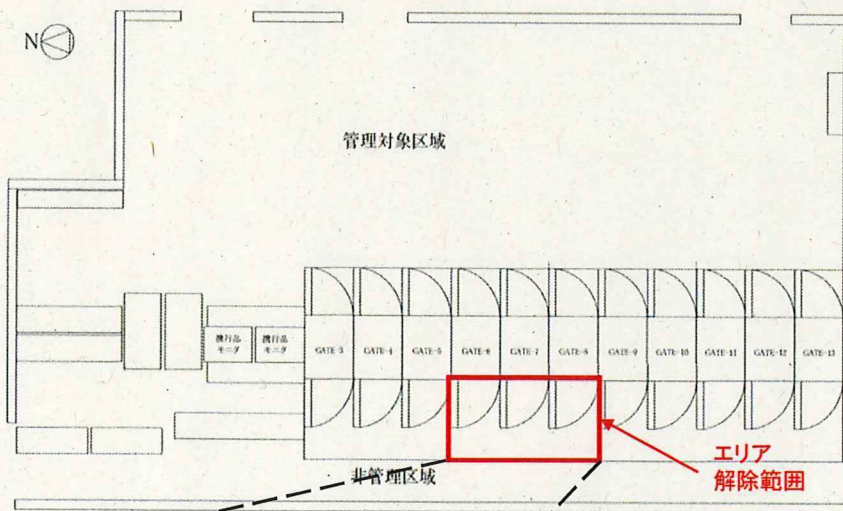 N
管理対象区域
携行品
モニタ
携行品
モニタ
GATE-3
GATE-4
GATE-5
GATE-6
GATE-7
GATE-8
GATE-9
GATE-10
GATE-11
GATE-12
GATE-13
エリア
解除範囲
非管理区域